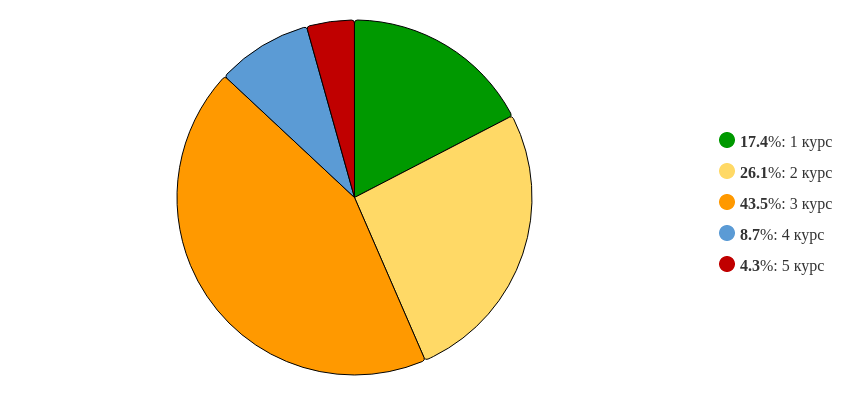 17.4%: 1 курс
26.1%: 2 курс
43.5%: 3 курс
8.7%: 4 курс
4.3%: 5 курс